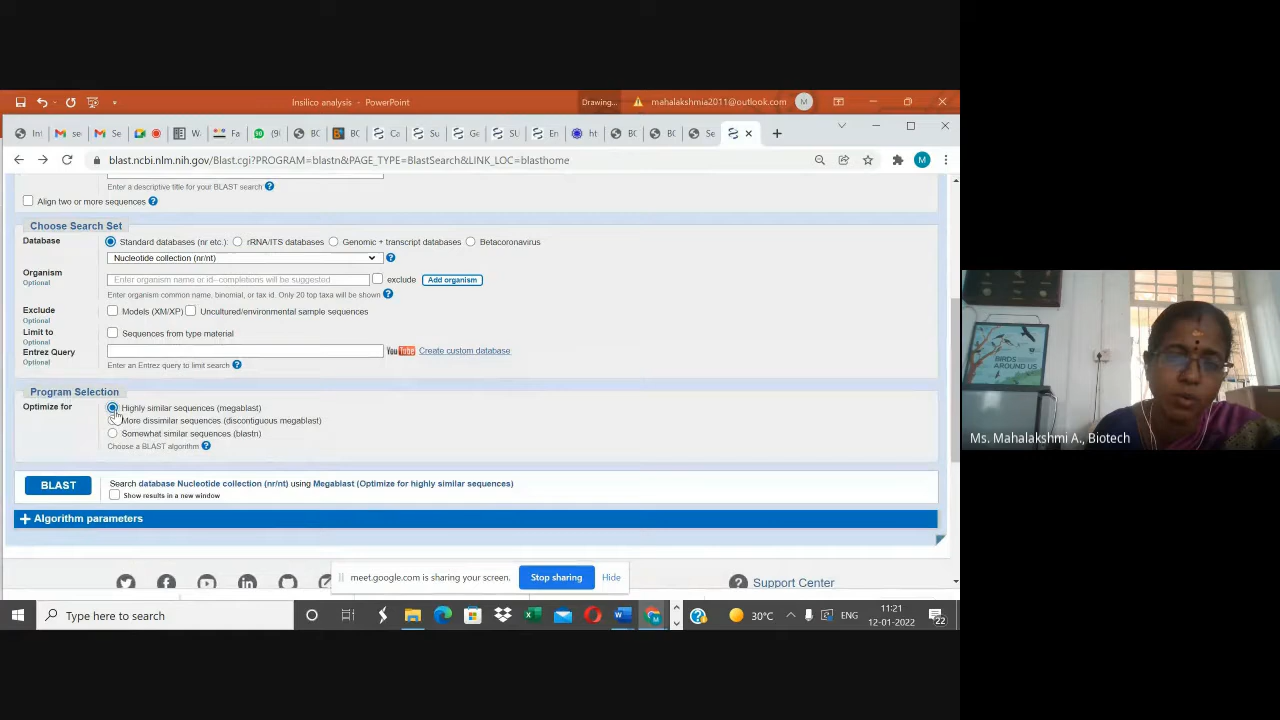 Insilico analysis - PowerPoint
Drawing...
mahalakshmia2011@outlook.com
M
blast.ncbi.nlm.nih.gov/Blast.cgi?PROGRAM=blastn&PAGE_TYPE=BlastSearch&LINK_LOC=blasthome
M
Enter a descriptive title for your BLAST search
Align two or more sequences
Choose Search Set
Database
Standard databases (nr etc.):
rRNA/ITS databases
Genomic + transcript databases
Betacoronavirus
Nucleotide collection (nr/nt)
Organism
Optional
Enter organism name or id--completions will be suggested
exclude
Add organism
Enter organism common name, binomial, or tax id. Only 20 top taxa will be shown
Exclude
Optional
Models (XM/XP)
Uncultured/environmental sample sequences
Limit to
Optional
Sequences from type material
Entrez Query
Optional
YouTube
Create custom database
Enter an Entrez query to limit search
Program Selection
Optimize for
Highly similar sequences (megablast)
More dissimilar sequences (discontiguous megablast)
Somewhat similar sequences (blastn)
Choose a BLAST algorithm
BLAST
Search database Nucleotide collection (nr/nt) using Megablast (Optimize for highly similar sequences)
Show results in a new window
+ Algorithm parameters
meet.google.com is sharing your screen.
Stop sharing
Hide
Support Center
Type here to search
30°C
ENG
11:21
12-01-2022
22
BIRDS
AROUND US
Ms. Mahalakshmi A., Biotech